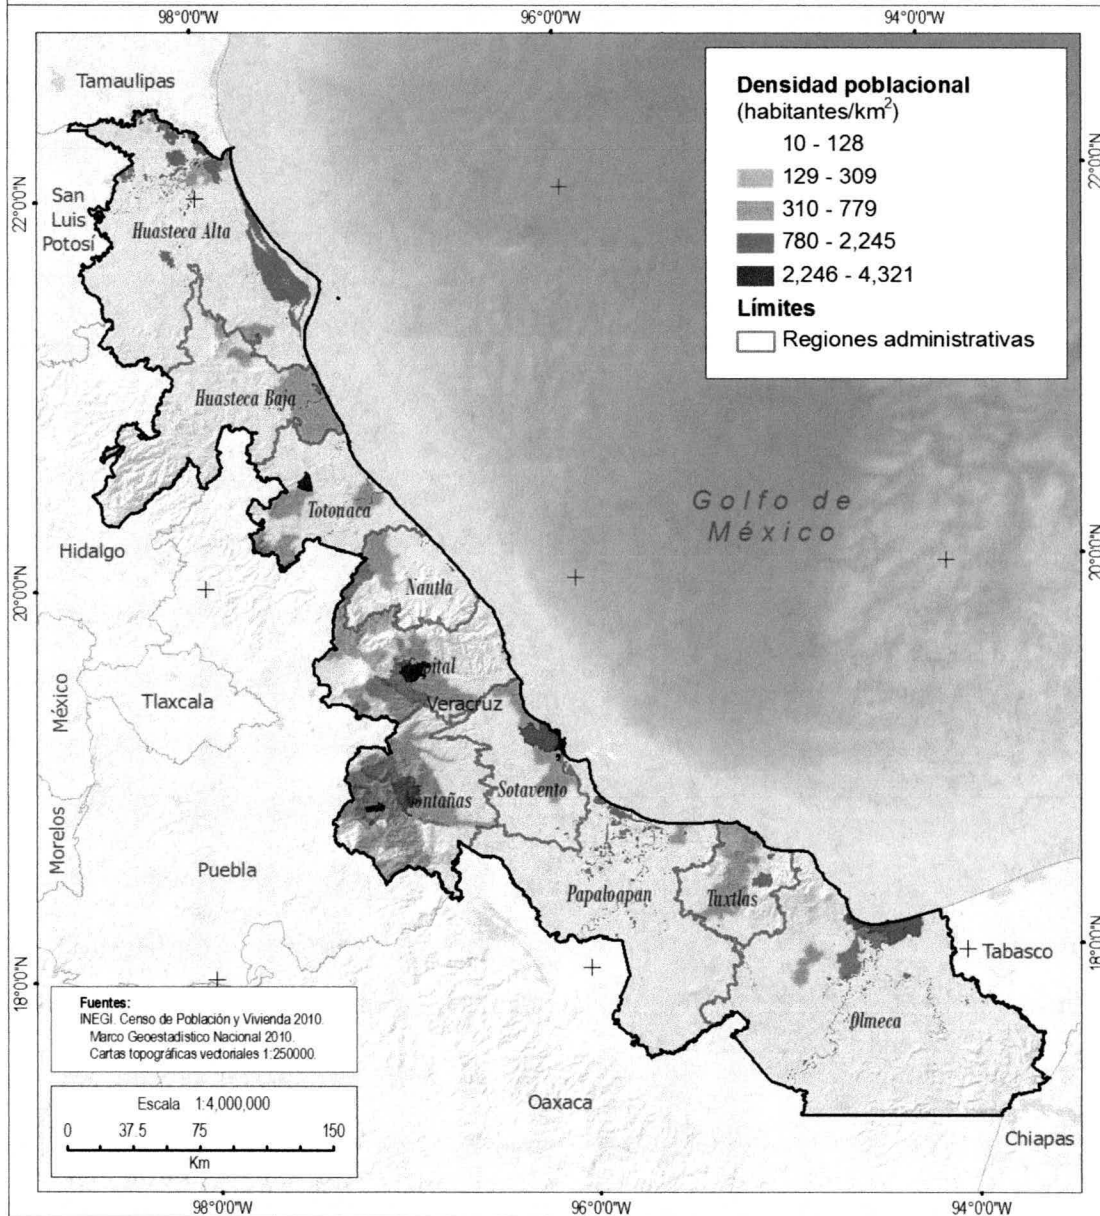 98°0'0"W
96°0'0"W
94°0'0"W
Tamaulipas
San
Luis
Potosí
Huasteca Alta
Huasteca Baja
Totonaca
Hidalgo
Nautla
Capital
Veracruz
Tlaxcala
México
Morelos
Puebla
Montañas
Sotavento
Papaloapan
Tuxtlas
Olmeca
Tabasco
Oaxaca
Chiapas
Golfo de
México
Densidad poblacional
(habitantes/km²)
10 - 128
129 - 309
310 - 779
780 - 2,245
2,246 - 4,321
Límites
Regiones administrativas
22°0'0"N
20°0'0"N
18°0'0"N
22°0'0"N
20°0'0"N
18°0'0"N
Fuentes:
INEGI. Censo de Población y Vivienda 2010.
Marco Geoestadístico Nacional 2010.
Cartas topográficas vectoriales 1:250000.
Escala 1:4,000,000
0 37.5 75 150
Km
98°0'0"W
96°0'0"W
94°0'0"W